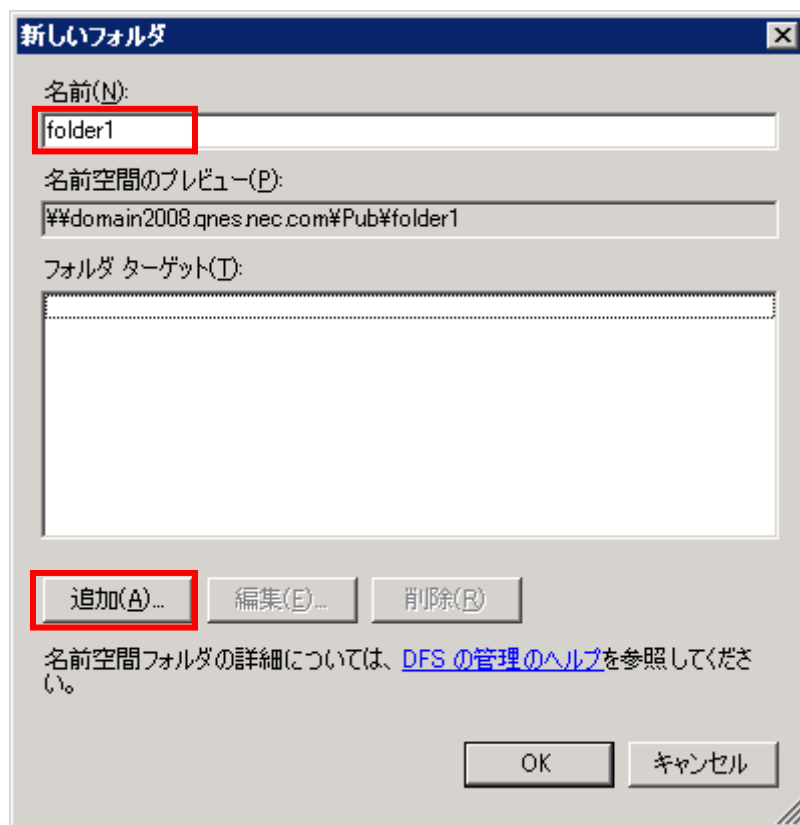 新しいフォルダ
名前(N):
folder1
名前空間のプレビュー(P):
¥¥domain2008.qnes.nec.com¥Pub¥folder1
フォルダ ターゲット(T):
追加(A)... 編集(E)... 削除(R)
名前空間フォルダの詳細については、DFS の管理のヘルプを参照してくださ
い。
OK キャンセル